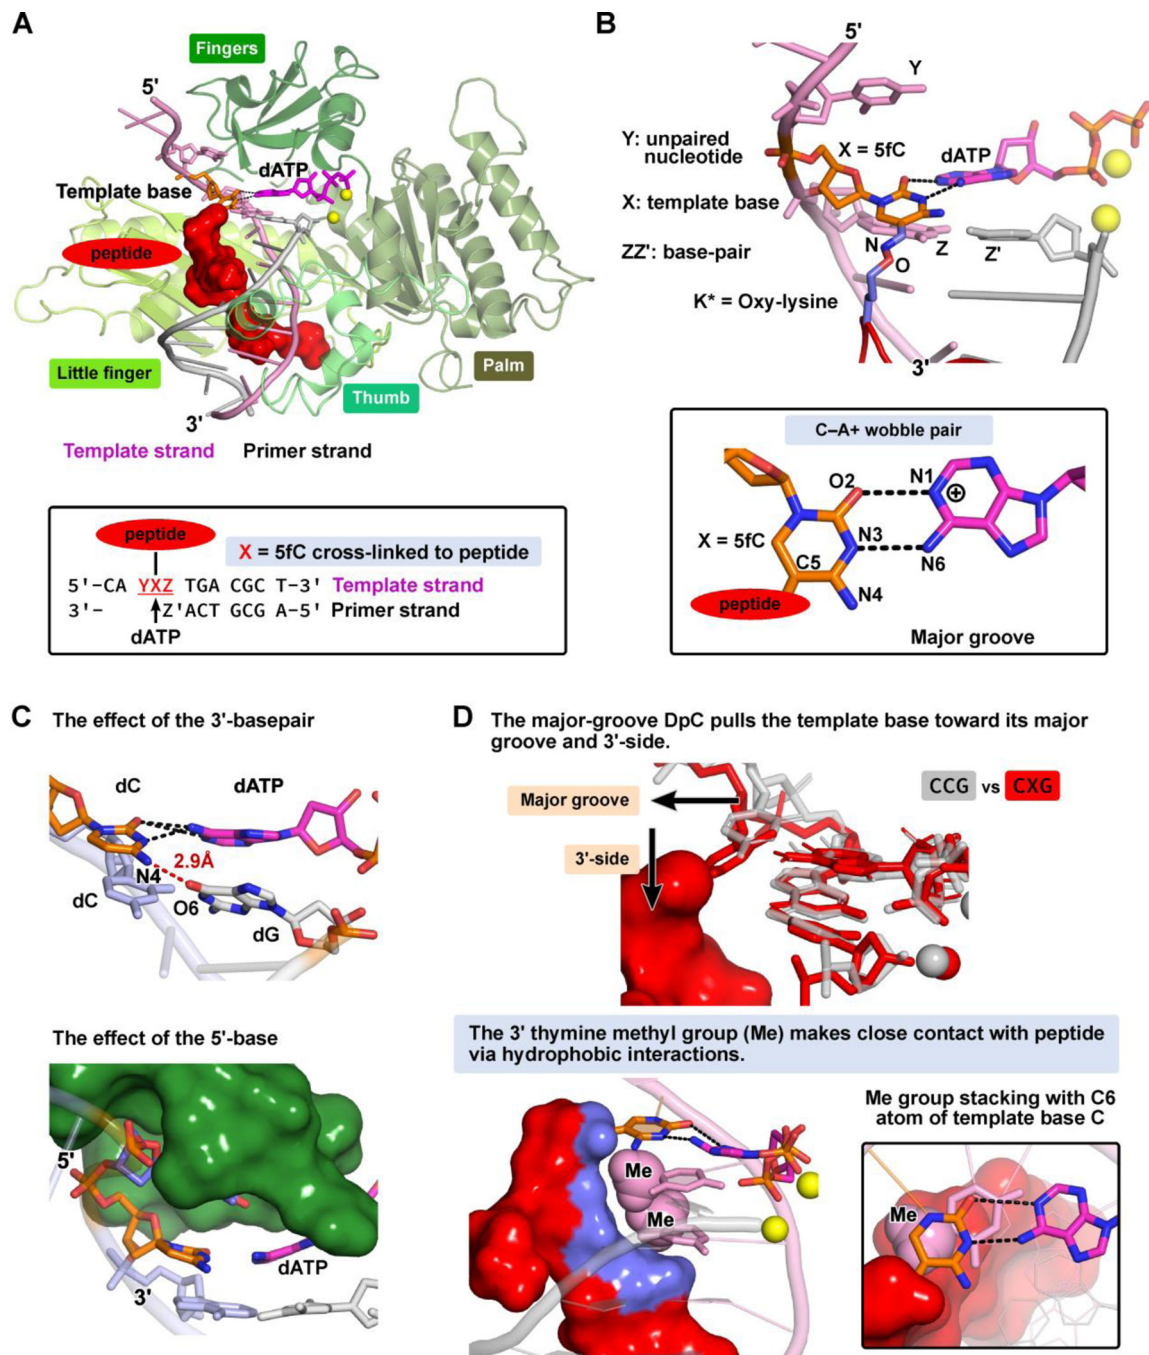 A
Fingers
5'
dATP
Template base
peptide
Little finger
Palm
Thumb
3'
Template strand Primer strand
peptide
X = 5fC cross-linked to peptide
5'-CA YXZ TGA CGC T-3' Template strand
3'- Z'ACT GCG A-5' Primer strand
dATP
B
5'
Y
Y: unpaired
nucleotide
X = 5fC
dATP
X: template base
N
Z
Z'
ZZ': base-pair
O
K* = Oxy-lysine
3'
C–A+ wobble pair
O2
N1
X = 5fC
N3
C5
N6
N4
peptide
Major groove
C
The effect of the 3'-basepair
dC
dATP
2.9Å
N4
dC
O6
dG
The effect of the 5'-base
5'
dATP
3'
D
The major-groove DpC pulls the template base toward its major
groove and 3'-side.
Major groove
CCG vs CXG
3'-side
The 3' thymine methyl group (Me) makes close contact with peptide
via hydrophobic interactions.
Me
Me
Me group stacking with C6
atom of template base C
Me